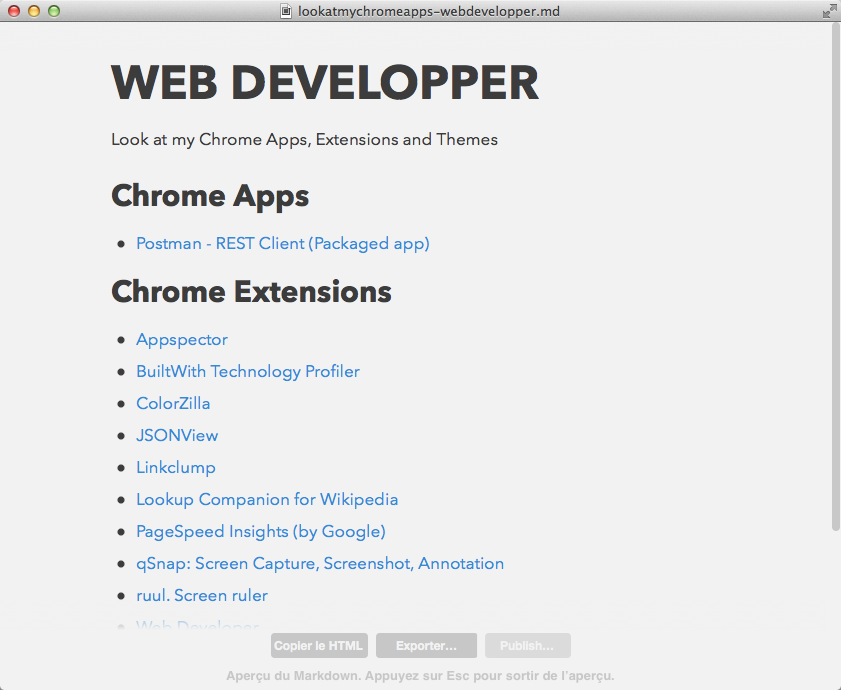 lookatmychromeapps-webdevelopper.md
WEB DEVELOPPER
Look at my Chrome Apps, Extensions and Themes
Chrome Apps
Postman - REST Client (Packaged app)
Chrome Extensions
Appspector
BuiltWith Technology Profiler
ColorZilla
JSONView
Linkclump
Lookup Companion for Wikipedia
PageSpeed Insights (by Google)
qSnap: Screen Capture, Screenshot, Annotation
ruul. Screen ruler
Web Developer
Copier le HTML Exporter... Publish...
Aperçu du Markdown. Appuyez sur Esc pour sortir de l'aperçu.